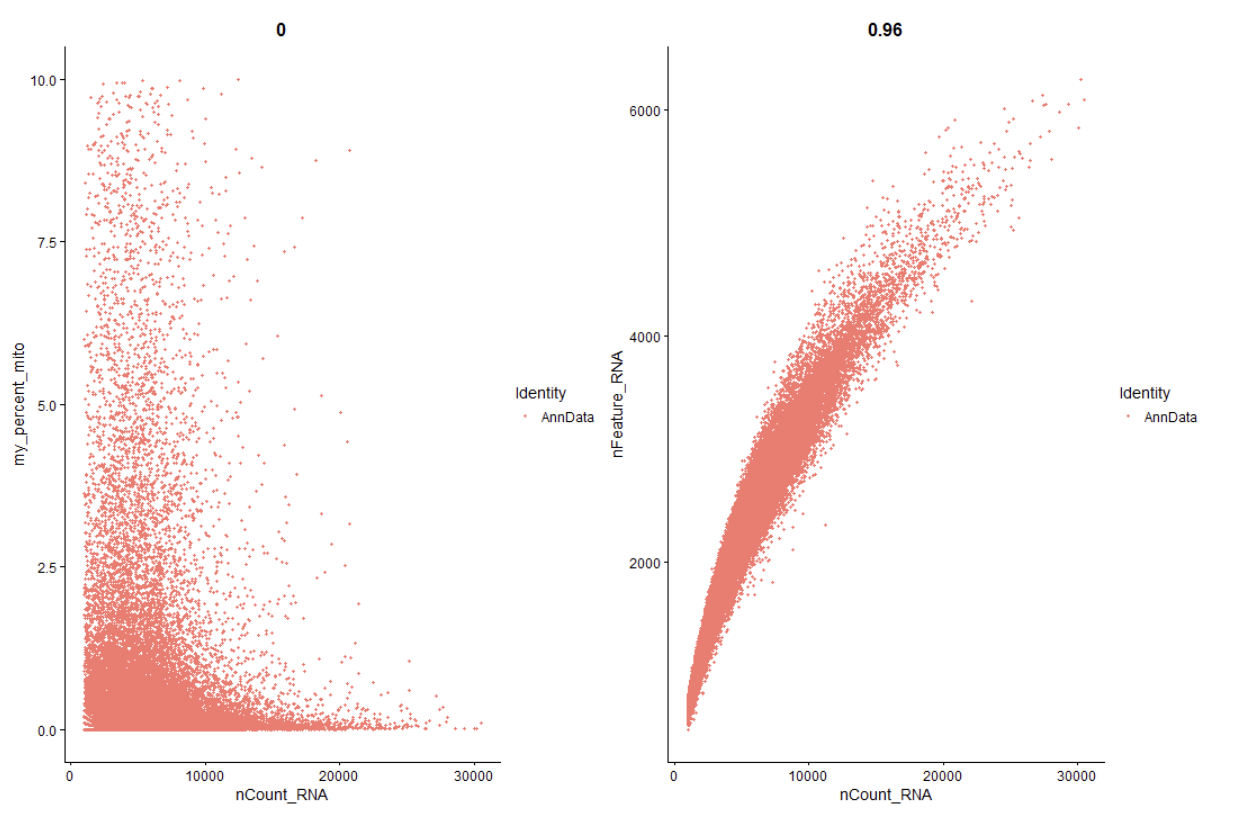 0
10.0
7.5
5.0
2.5
0.0
my_percent_mito
0
10000
20000
30000
nCount_RNA
Identity
AnnData
0.96
6000
4000
2000
nFeature_RNA
0
10000
20000
30000
nCount_RNA
Identity
AnnData